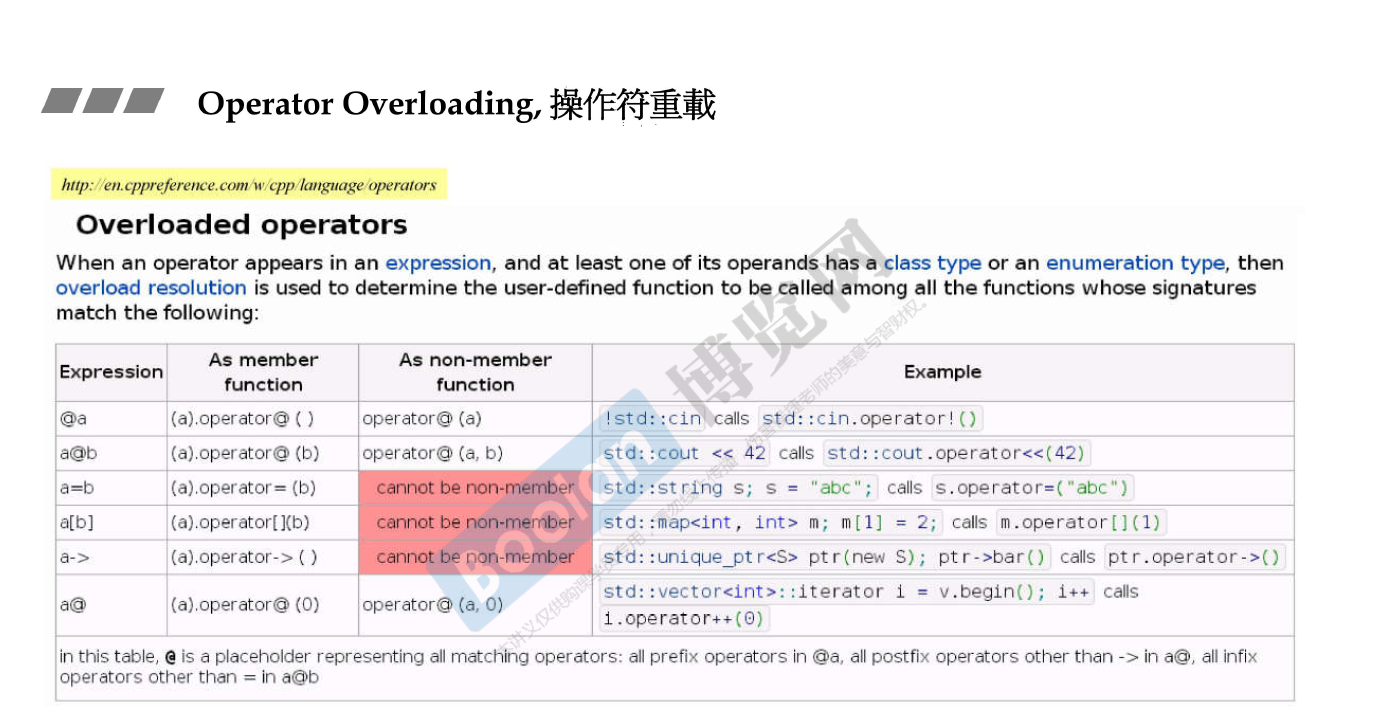 Operator Overloading, 操作符重載
http://en.cppreference.com/w/cpp/language/operators
Overloaded operators
When an operator appears in an expression, and at least one of its operands has a class type or an enumeration type, then
overload resolution is used to determine the user-defined function to be called among all the functions whose signatures
match the following:
Expression As member function As non-member function Example
@a (a).operator@ ( ) operator@ (a) !std::cin calls std::cin.operator!()
a@b (a).operator@ (b) operator@ (a, b) std::cout << 42 calls std::cout.operator<<(42)
a=b (a).operator= (b) cannot be non-member std::string s; s = "abc"; calls s.operator=("abc")
a[b] (a).operator[](b) cannot be non-member std::map<int, int> m; m[1] = 2; calls m.operator[](1)
a-> (a).operator-> ( ) cannot be non-member std::unique_ptr<S> ptr(new S); ptr->bar() calls ptr.operator->()
a@ (a).operator@ (0) operator@ (a, 0) std::vector<int>::iterator i = v.begin(); i++ calls
i.operator++(0)
in this table, @ is a placeholder representing all matching operators: all prefix operators in @a, all postfix operators other than -> in a@, all infix
operators other than = in a@b
Boolan 博览网